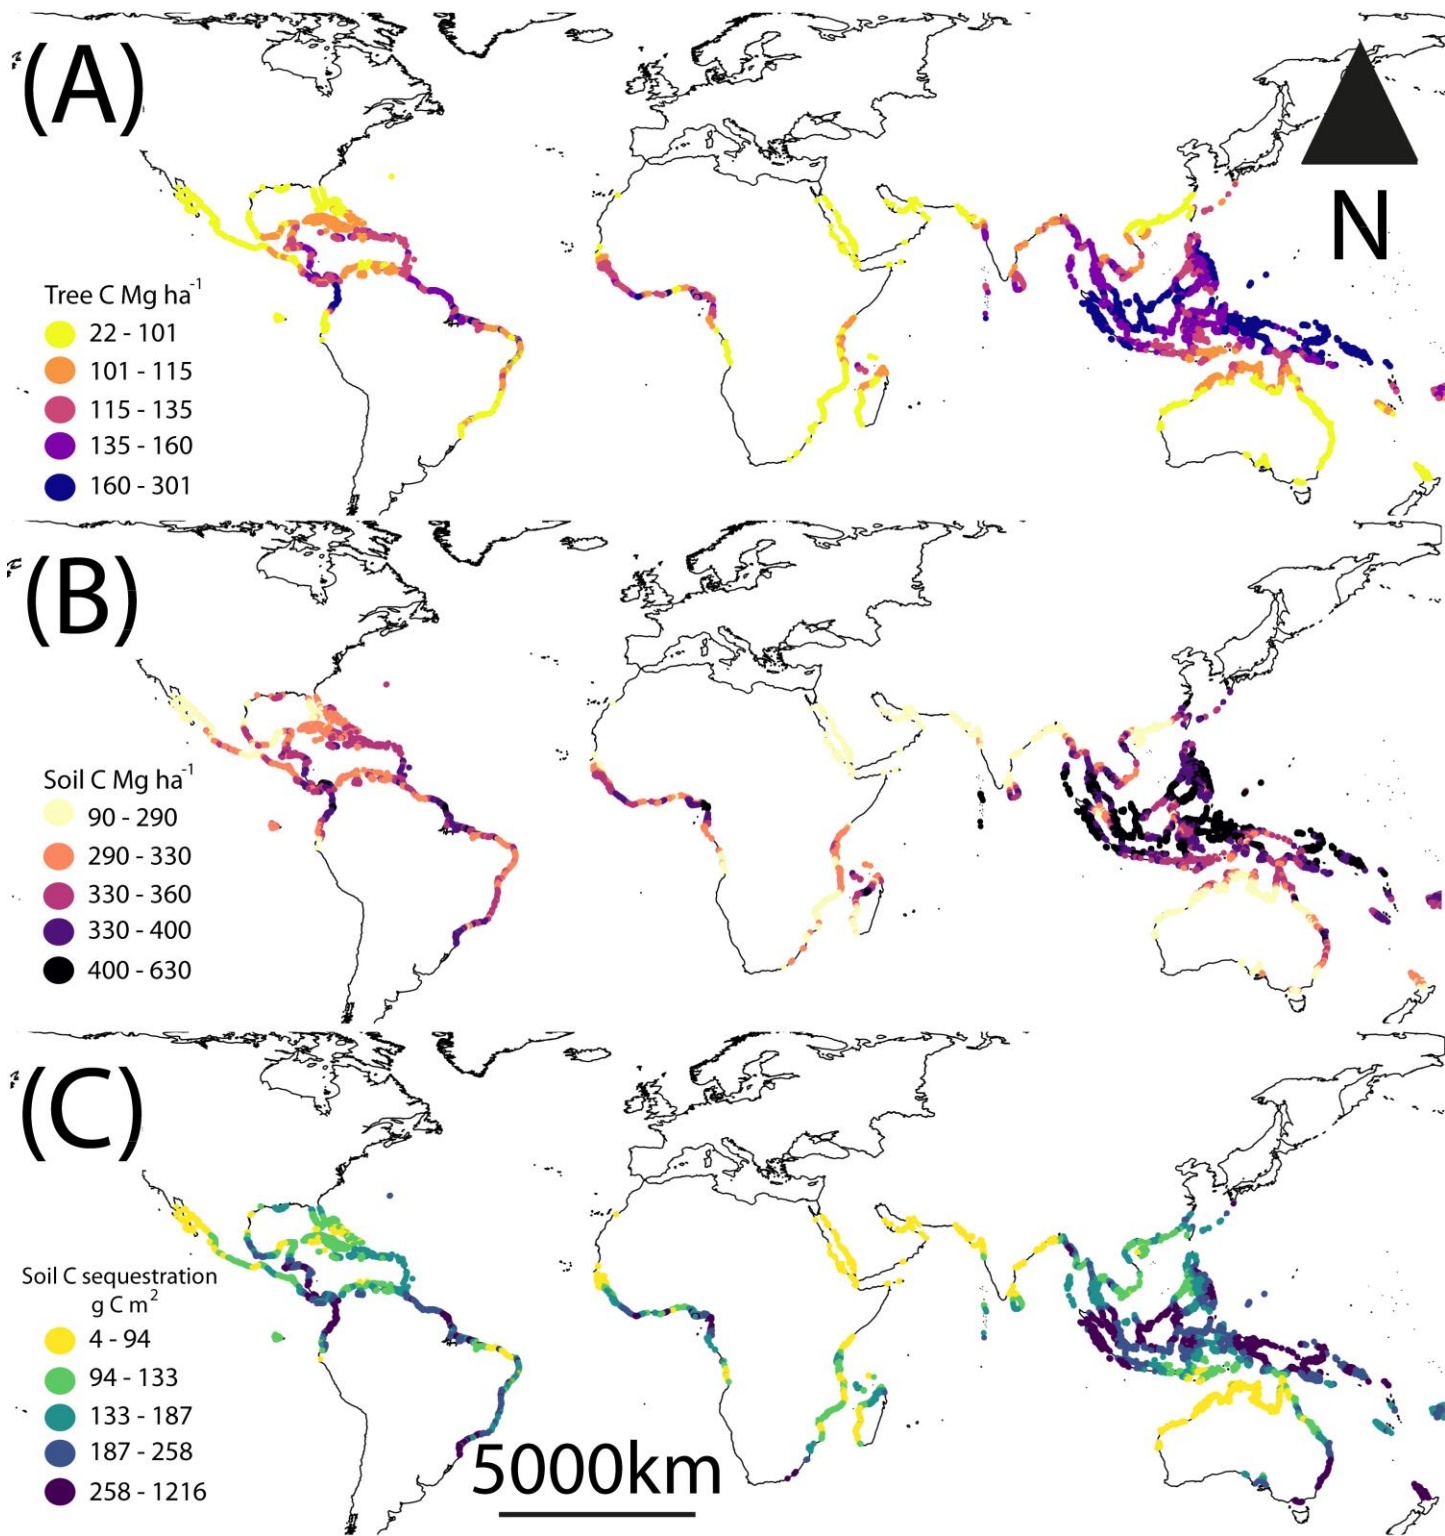 (A)
N
Tree C Mg ha⁻¹
22 - 101
101 - 115
115 - 135
135 - 160
160 - 301
(B)
Soil C Mg ha⁻¹
90 - 290
290 - 330
330 - 360
330 - 400
400 - 630
(C)
Soil C sequestration
g C m²
4 - 94
94 - 133
133 - 187
187 - 258
258 - 1216
5000km